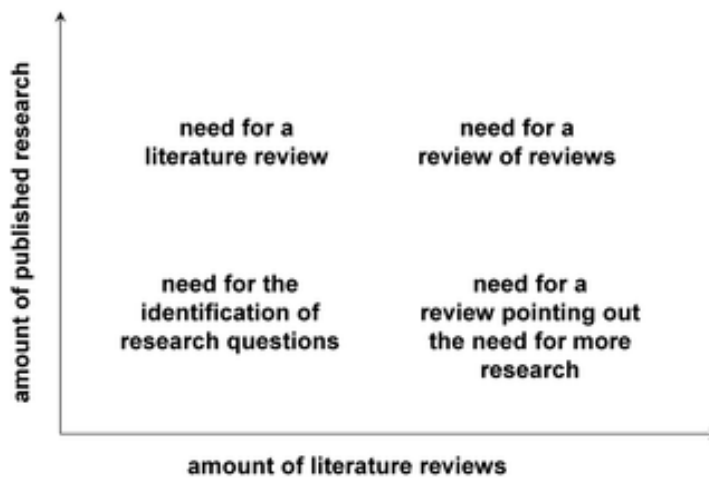 amount of published research
need for a
literature review
need for a
review of reviews
need for the
identification of
research questions
need for a
review pointing out
the need for more
research
amount of literature reviews